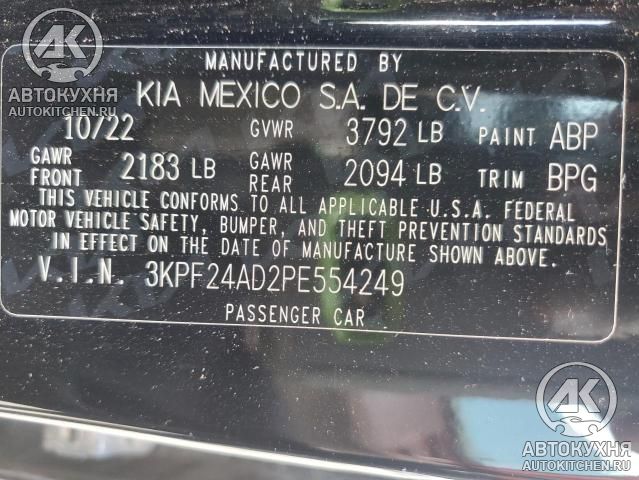 MANUFACTURED BY
KIA MEXICO S.A. DE C.V.
10/22 GVWR 3792 LB PAINT ABP
GAWR FRONT 2183 LB GAWR REAR 2094 LB TRIM BPG
THIS VEHICLE CONFORMS TO ALL APPLICABLE U.S.A. FEDERAL
MOTOR VEHICLE SAFETY, BUMPER, AND THEFT PREVENTION STANDARDS
IN EFFECT ON THE DATE OF MANUFACTURE SHOWN ABOVE.
V.I.N. 3KPF24AD2PE554249
PASSENGER CAR
AK
АВТОКУХНЯ
AUTOKITCHEN.RU
AK
АВТОКУХНЯ
AUTOKITCHEN.RU